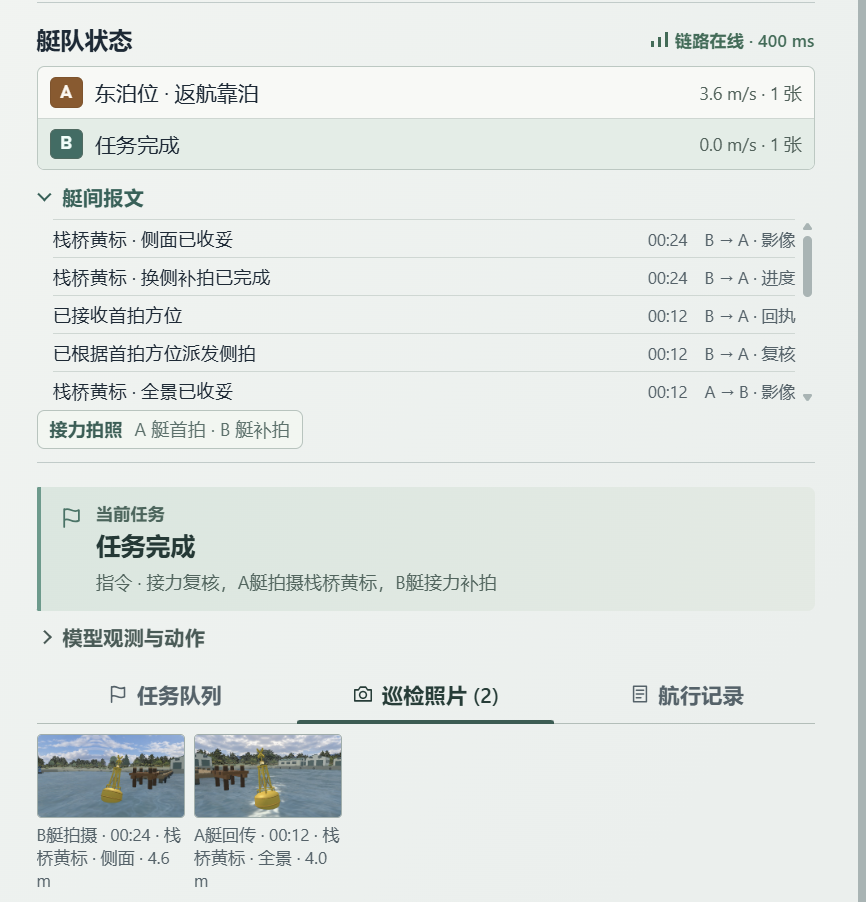 艇队状态
链路在线 · 400 ms
A 东泊位 · 返航靠泊 3.6 m/s · 1 张
B 任务完成 0.0 m/s · 1 张
艇间报文
栈桥黄标 · 侧面已收妥 00:24 B → A · 影像
栈桥黄标 · 换侧补拍已完成 00:24 B → A · 进度
已接收首拍方位 00:12 B → A · 回执
已根据首拍方位派发侧拍 00:12 B → A · 复核
栈桥黄标 · 全景已收妥 00:12 A → B · 影像
接力拍照 A 艇首拍 · B 艇补拍
当前任务
任务完成
指令 · 接力复核，A艇拍摄栈桥黄标，B艇接力补拍
模型观测与动作
任务队列 巡检照片 (2) 航行记录
B艇拍摄 · 00:24 · 栈
桥黄标 · 侧面 · 4.6
m
A艇回传 · 00:12 · 栈
桥黄标 · 全景 · 4.0
m